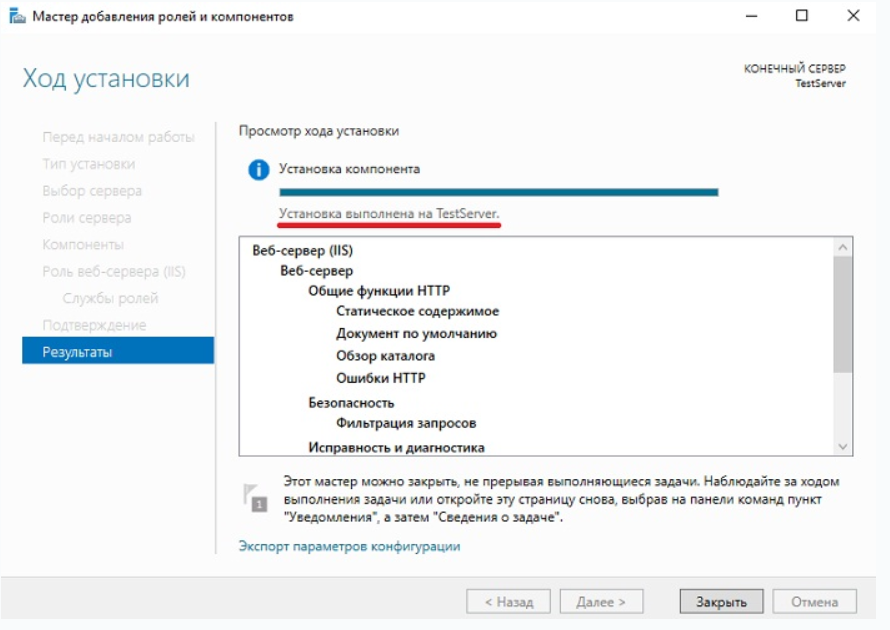 Мастер добавления ролей и компонентов
Ход установки
КОНЕЧНЫЙ СЕРВЕР
TestServer
Перед началом работы
Тип установки
Выбор сервера
Роли сервера
Компоненты
Роль веб-сервера (IIS)
Службы ролей
Подтверждение
Результаты
Просмотр хода установки
Установка компонента
Установка выполнена на TestServer.
Веб-сервер (IIS)
Веб-сервер
Общие функции HTTP
Статическое содержимое
Документ по умолчанию
Обзор каталога
Ошибки HTTP
Безопасность
Фильтрация запросов
Исправность и диагностика
1
Этот мастер можно закрыть, не прерывая выполняющиеся задачи. Наблюдайте за ходом
выполнения задачи или откройте эту страницу снова, выбрав на панели команд пункт
"Уведомления", а затем "Сведения о задаче".
Экспорт параметров конфигурации
< Назад
Далее >
Закрыть
Отмена